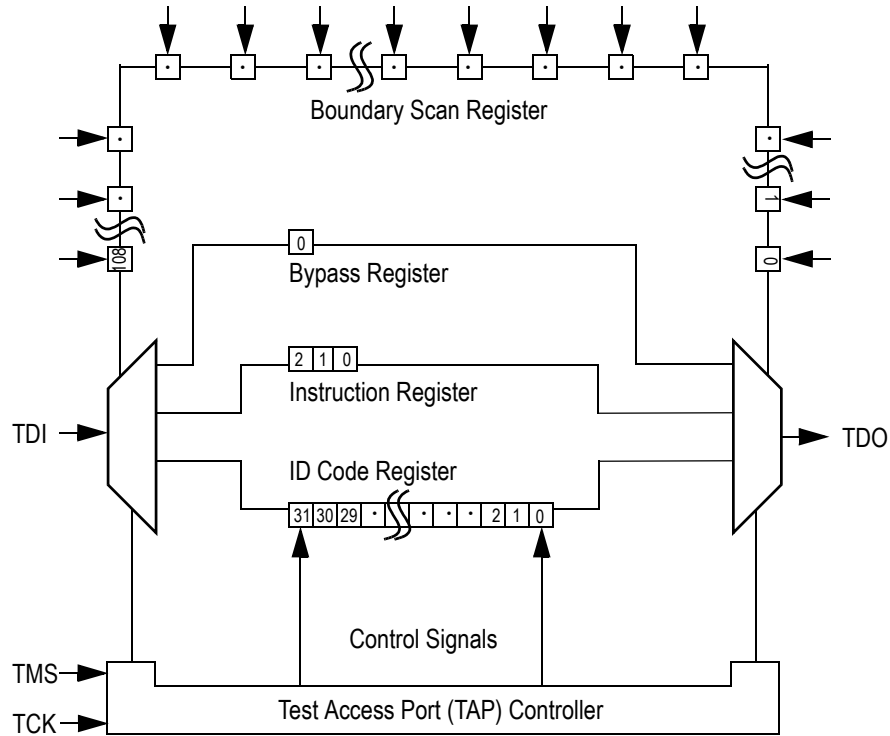 Boundary Scan Register
1
108
0
0
Bypass Register
2 1 0
Instruction Register
TDI
TDO
ID Code Register
31 30 29 · · · · 2 1 0
Control Signals
TMS
Test Access Port (TAP) Controller
TCK